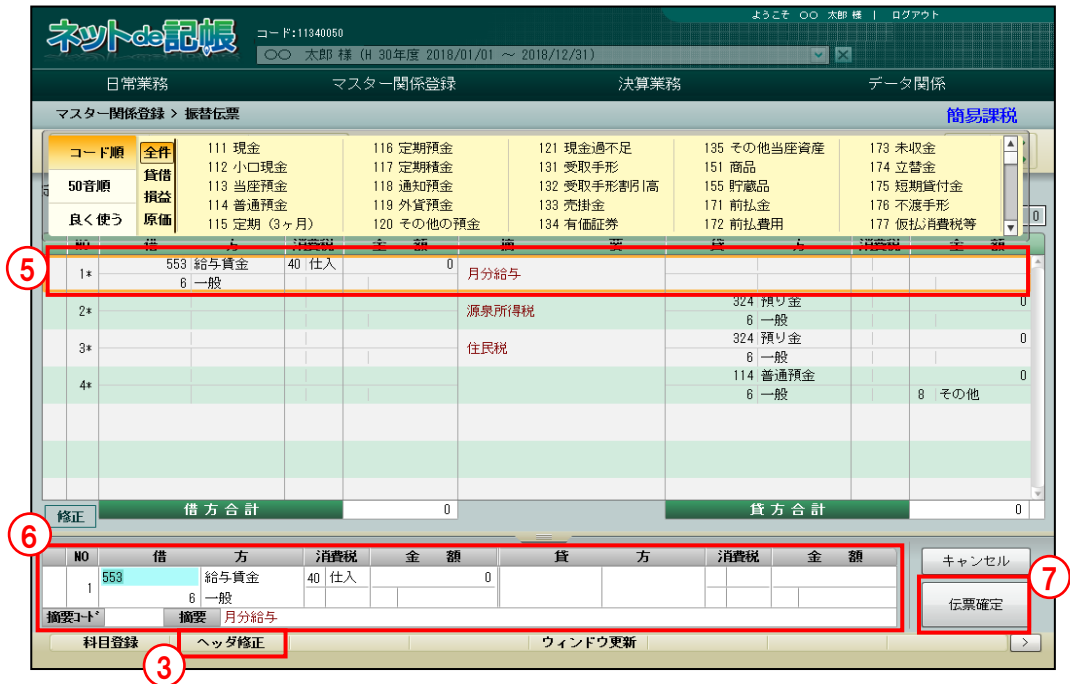 ようこそ ○○ 太郎 様 | ログアウト
ネットde記帳 コード:11340050
○○ 太郎 様 (H 30年度 2018/01/01 ～ 2018/12/31)
日常業務 マスター関係登録 決算業務 データ関係
マスター関係登録 > 振替伝票 簡易課税
コード順 全件 111 現金 116 定期預金 121 現金過不足 135 その他当座資産 173 未収金
貸借 112 小口現金 117 定期積金 131 受取手形 151 商品 174 立替金
50音順 113 当座預金 118 通知預金 132 受取手形割引高 155 貯蔵品 175 短期貸付金
損益 114 普通預金 119 外貨預金 133 売掛金 171 前払金 176 不渡手形
良く使う 原価 115 定期（3ヶ月） 120 その他の預金 134 有価証券 172 前払費用 177 仮払消費税等
0
NO 借 方 消費税 金 額 摘 要 貸 方 消費税 金 額
⑤
1* 553 給与賃金 40 仕入 0 月分給与
6 一般
2* 源泉所得税 324 預り金 0
6 一般
3* 住民税 324 預り金 0
6 一般
4* 114 普通預金 0
6 一般 8 その他
修正 借方合計 0 貸方合計 0
⑥
NO 借 方 消費税 金 額 貸 方 消費税 金 額 キャンセル
1 553 給与賃金 40 仕入 0 ⑦
6 一般 伝票確定
摘要コード 摘要 月分給与
科目登録 ヘッダ修正 ウィンドウ更新 >
③